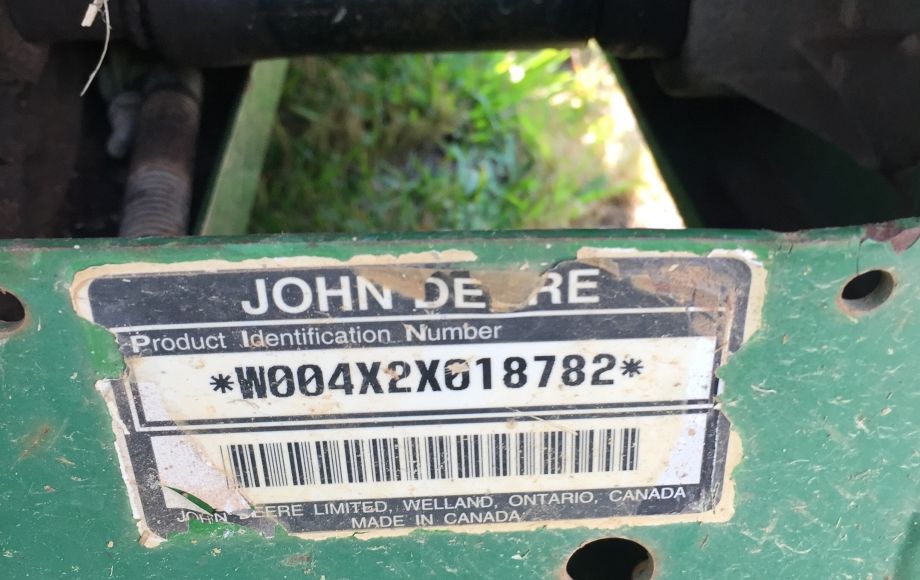 JOHN DEERE
Product Identification Number
*W004X2X018782*
JOHN DEERE LIMITED, WELLAND, ONTARIO, CANADA
MADE IN CANADA